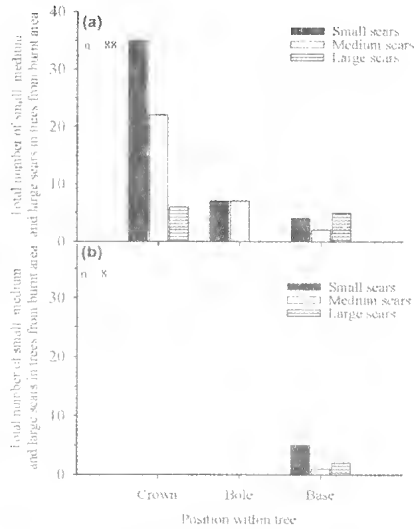 (a)
n 88
40
30
20
10
0
Small scars
Medium scars
Large scars
Total number of small, medium
and large scars in trees from burnt area
(b)
n 8
30
20
10
0
Small scars
Medium scars
Large scars
Total number of small medium
and large scars in trees from burnt area
Crown Bole Base
Position within tree